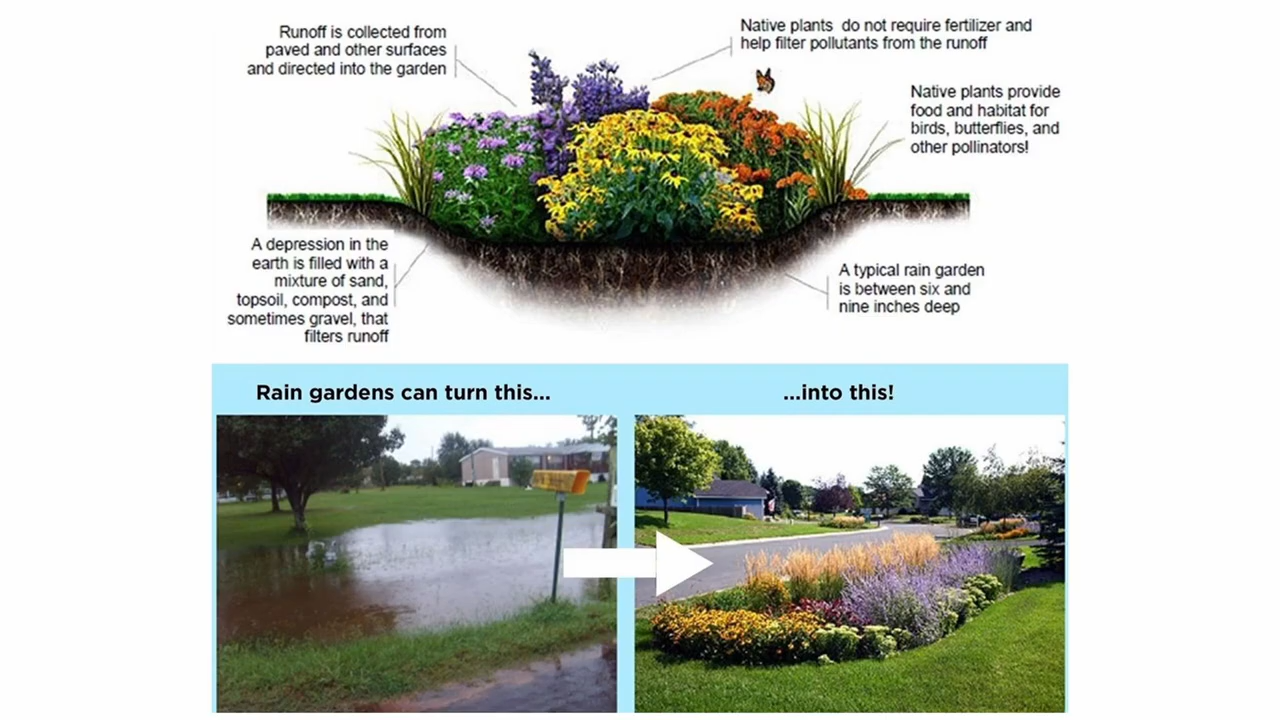 Runoff is collected from
paved and other surfaces
and directed into the garden
Native plants do not require fertilizer and
help filter pollutants from the runoff
Native plants provide
food and habitat for
birds, butterflies, and
other pollinators!
A depression in the
earth is filled with a
mixture of sand,
topsoil, compost, and
sometimes gravel, that
filters runoff
A typical rain garden
is between six and
nine inches deep
Rain gardens can turn this...
...into this!